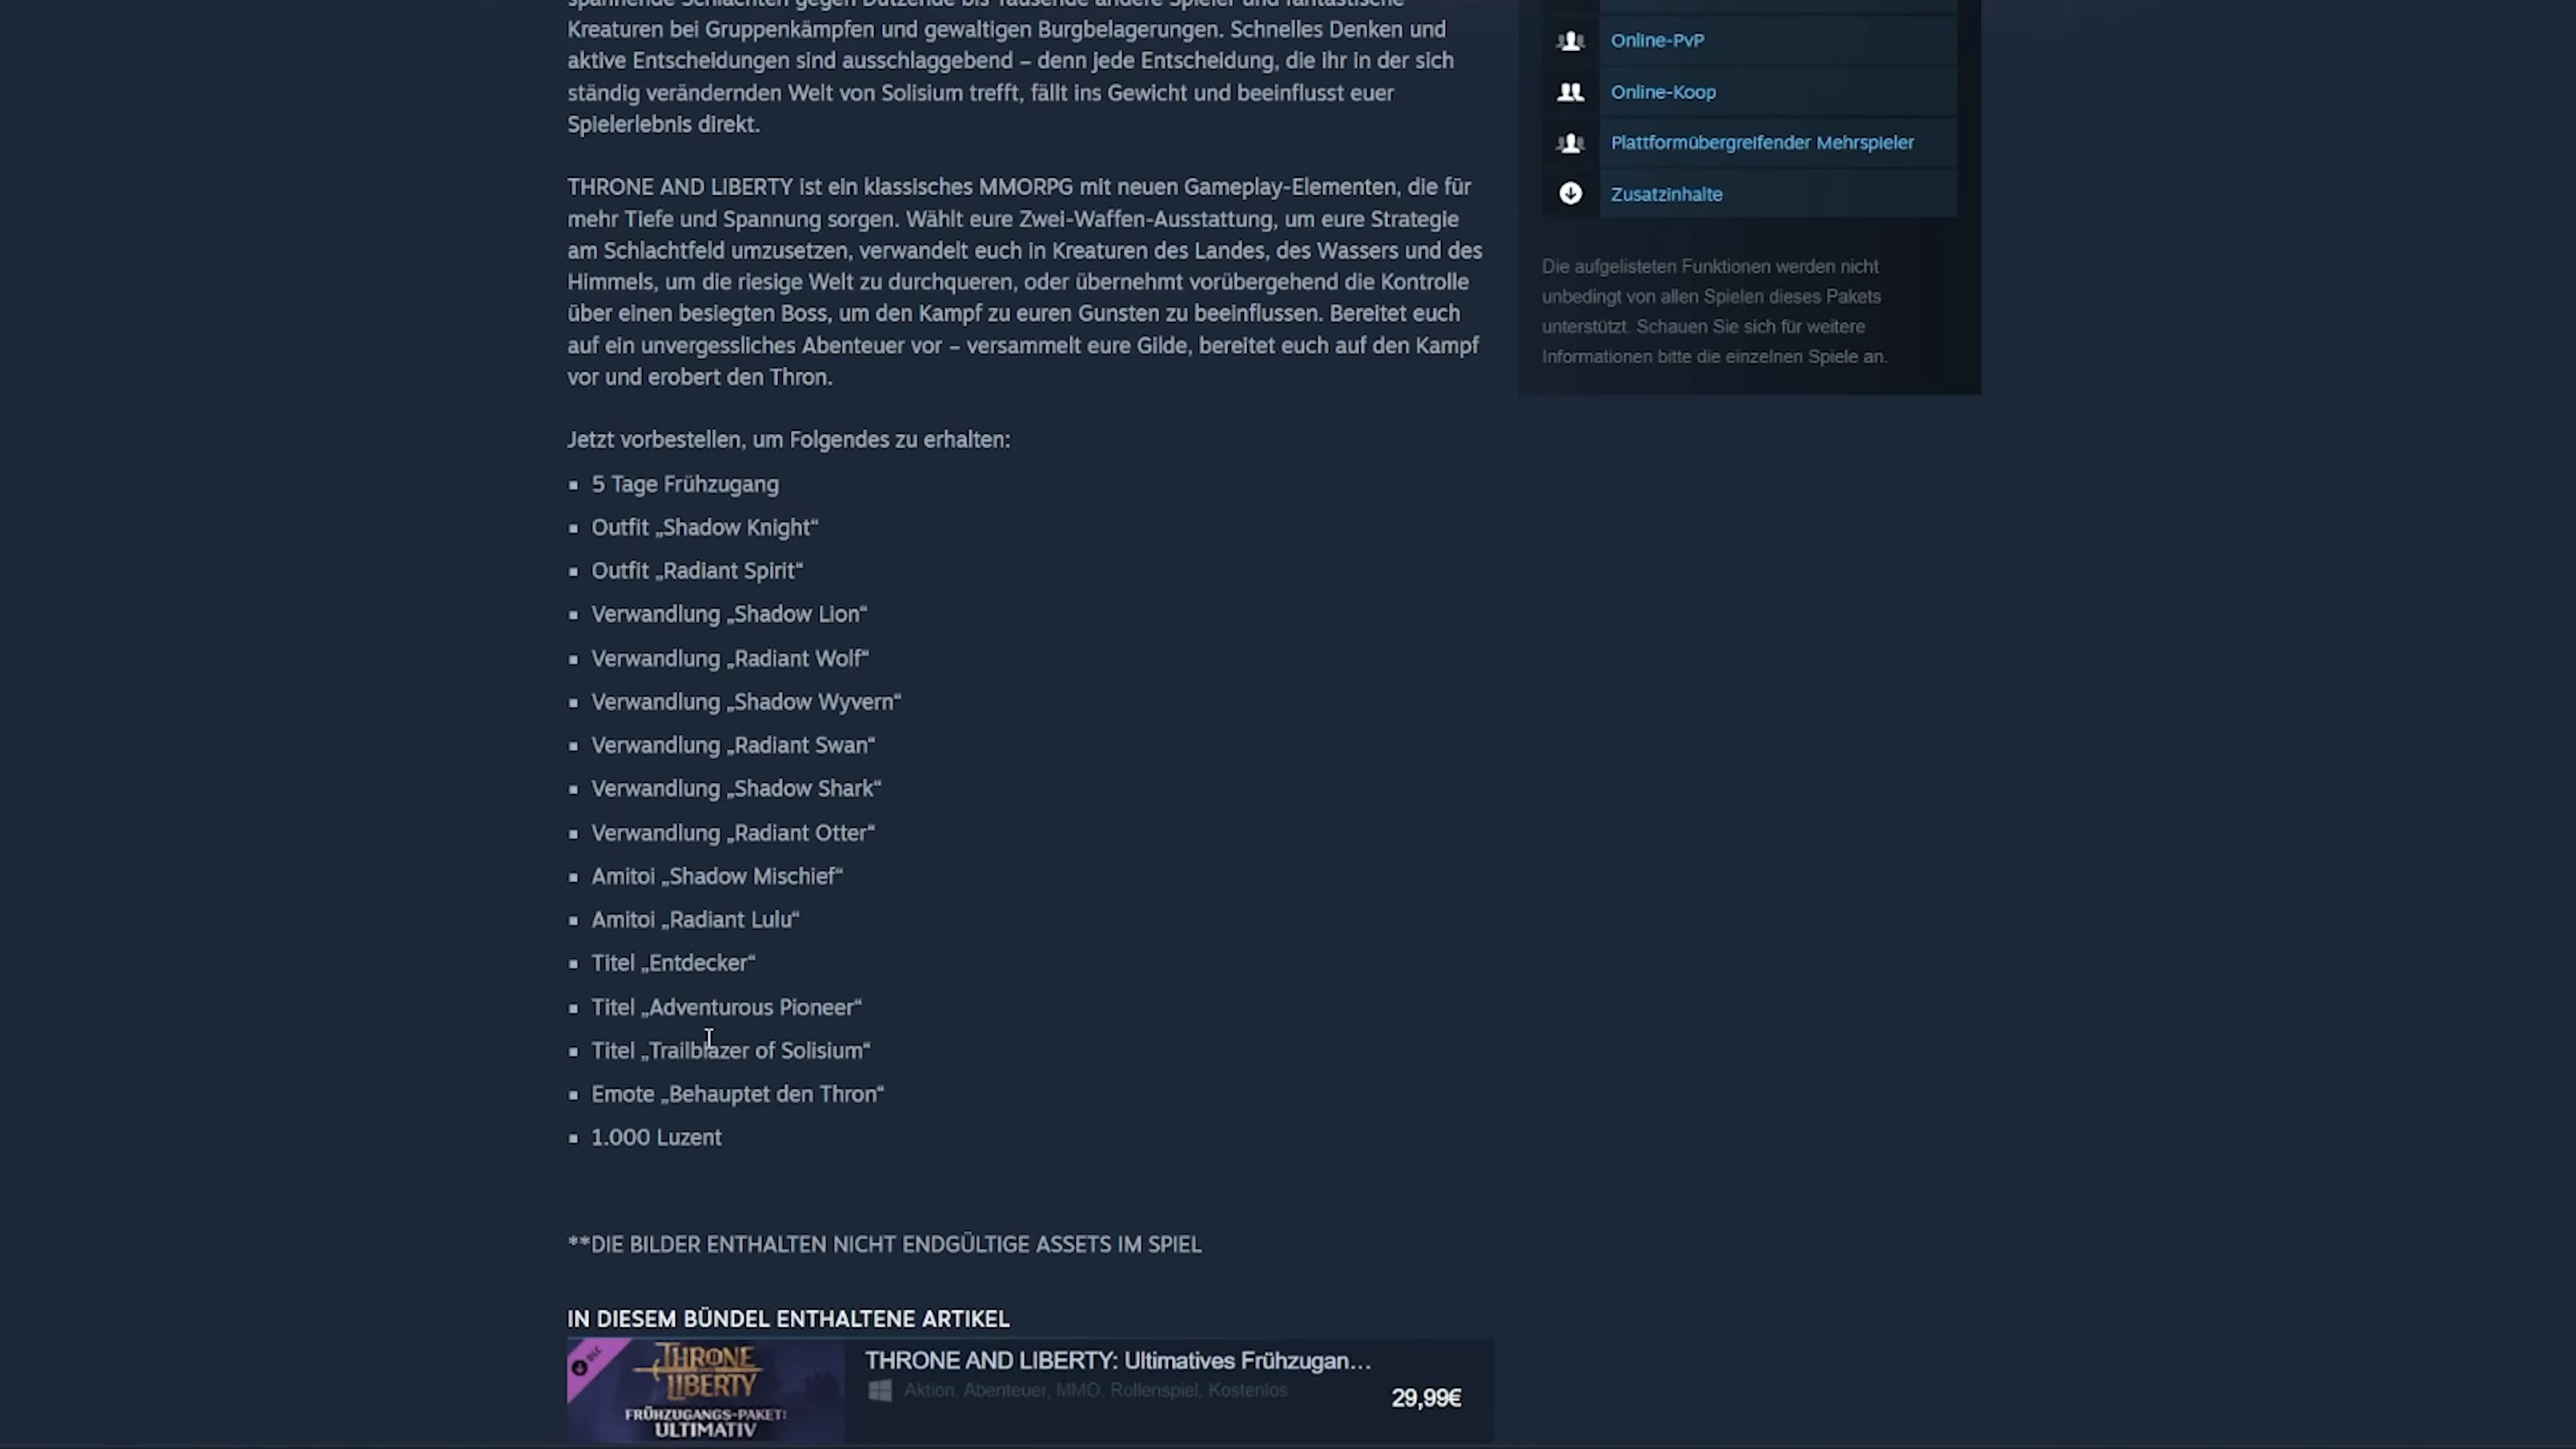 spannende Schlachten gegen Dutzende bis Tausende andere Spieler und fantastische
Kreaturen bei Gruppenkämpfen und gewaltigen Burgbelagerungen. Schnelles Denken und
aktive Entscheidungen sind ausschlaggebend – denn jede Entscheidung, die ihr in der sich
ständig verändernden Welt von Solisium trefft, fällt ins Gewicht und beeinflusst euer
Spielerlebnis direkt.
THRONE AND LIBERTY ist ein klassisches MMORPG mit neuen Gameplay-Elementen, die für
mehr Tiefe und Spannung sorgen. Wählt eure Zwei-Waffen-Ausstattung, um eure Strategie
am Schlachtfeld umzusetzen, verwandelt euch in Kreaturen des Landes, des Wassers und des
Himmels, um die riesige Welt zu durchqueren, oder übernehmt vorübergehend die Kontrolle
über einen besiegten Boss, um den Kampf zu euren Gunsten zu beeinflussen. Bereitet euch
auf ein unvergessliches Abenteuer vor – versammelt eure Gilde, bereitet euch auf den Kampf
vor und erobert den Thron.
Jetzt vorbestellen, um Folgendes zu erhalten:
▪ 5 Tage Frühzugang
▪ Outfit „Shadow Knight“
▪ Outfit „Radiant Spirit“
▪ Verwandlung „Shadow Lion“
▪ Verwandlung „Radiant Wolf“
▪ Verwandlung „Shadow Wyvern“
▪ Verwandlung „Radiant Swan“
▪ Verwandlung „Shadow Shark“
▪ Verwandlung „Radiant Otter“
▪ Amitoi „Shadow Mischief“
▪ Amitoi „Radiant Lulu“
▪ Titel „Entdecker“
▪ Titel „Adventurous Pioneer“
▪ Titel „Trailblazer of Solisium“
▪ Emote „Behauptet den Thron“
▪ 1.000 Luzent
**DIE BILDER ENTHALTEN NICHT ENDGÜLTIGE ASSETS IM SPIEL
IN DIESEM BÜNDEL ENTHALTENE ARTIKEL
DLC
THRONE
AND
LIBERTY
FRÜHZUGANGS-PAKET:
ULTIMATIV
THRONE AND LIBERTY: Ultimatives Frühzugan…
Aktion, Abenteuer, MMO, Rollenspiel, Kostenlos
29,99€
Online-PvP
Online-Koop
Plattformübergreifender Mehrspieler
Zusatzinhalte
Die aufgelisteten Funktionen werden nicht
unbedingt von allen Spielen dieses Pakets
unterstützt. Schauen Sie sich für weitere
Informationen bitte die einzelnen Spiele an.